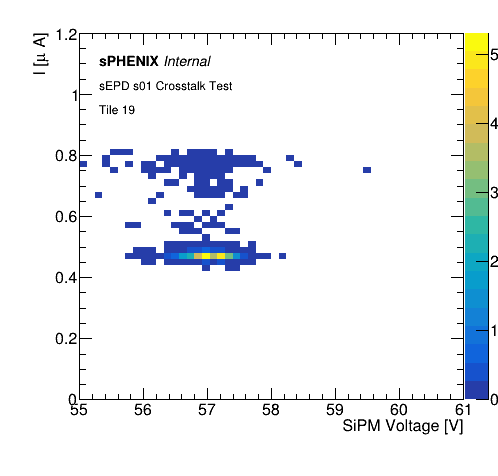 I [μ A]
1.2
1
0.8
0.6
0.4
0.2
0
sPHENIX Internal
sEPD s01 Crosstalk Test
Tile 19
5
4
3
2
1
0
55 56 57 58 59 60 61
SiPM Voltage [V]